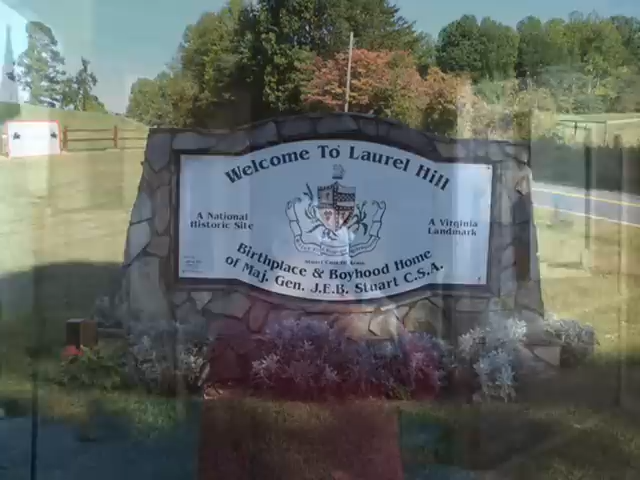 Welcome To Laurel Hill
A National
Historic Site
A Virginia
Landmark
Birthplace & Boyhood Home
of Maj. Gen. J.E.B. Stuart C.S.A.